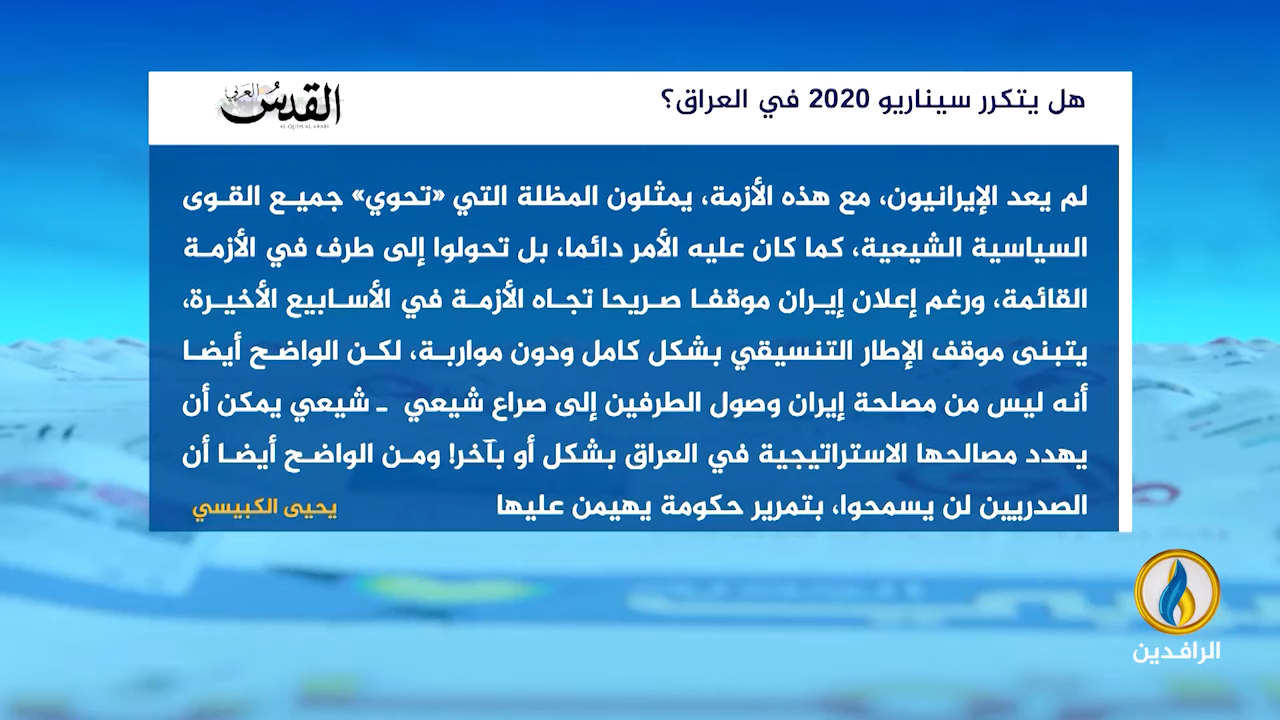 هل يتكرر سيناريو 2020 في العراق؟
القدس العربي
AL-QUDS AL-ARABI
لم يعد الإيرانيون، مع هذه الأزمة، يمثلون المظلة التي «تحوي» جميع القوى
السياسية الشيعية، كما كان عليه الأمر دائما، بل تحولوا إلى طرف في الأزمة
القائمة، ورغم إعلان إيران موقفا صريحا تجاه الأزمة في الأسابيع الأخيرة،
يتبنى موقف الإطار التنسيقي بشكل كامل ودون مواربة، لكن الواضح أيضا
أنه ليس من مصلحة إيران وصول الطرفين إلى صراع شيعي ـ شيعي يمكن أن
يهدد مصالحها الاستراتيجية في العراق بشكل أو بآخر! ومن الواضح أيضا أن
الصدريين لن يسمحوا، بتمرير حكومة يهيمن عليها
يحيى الكبيسي
الرافدين